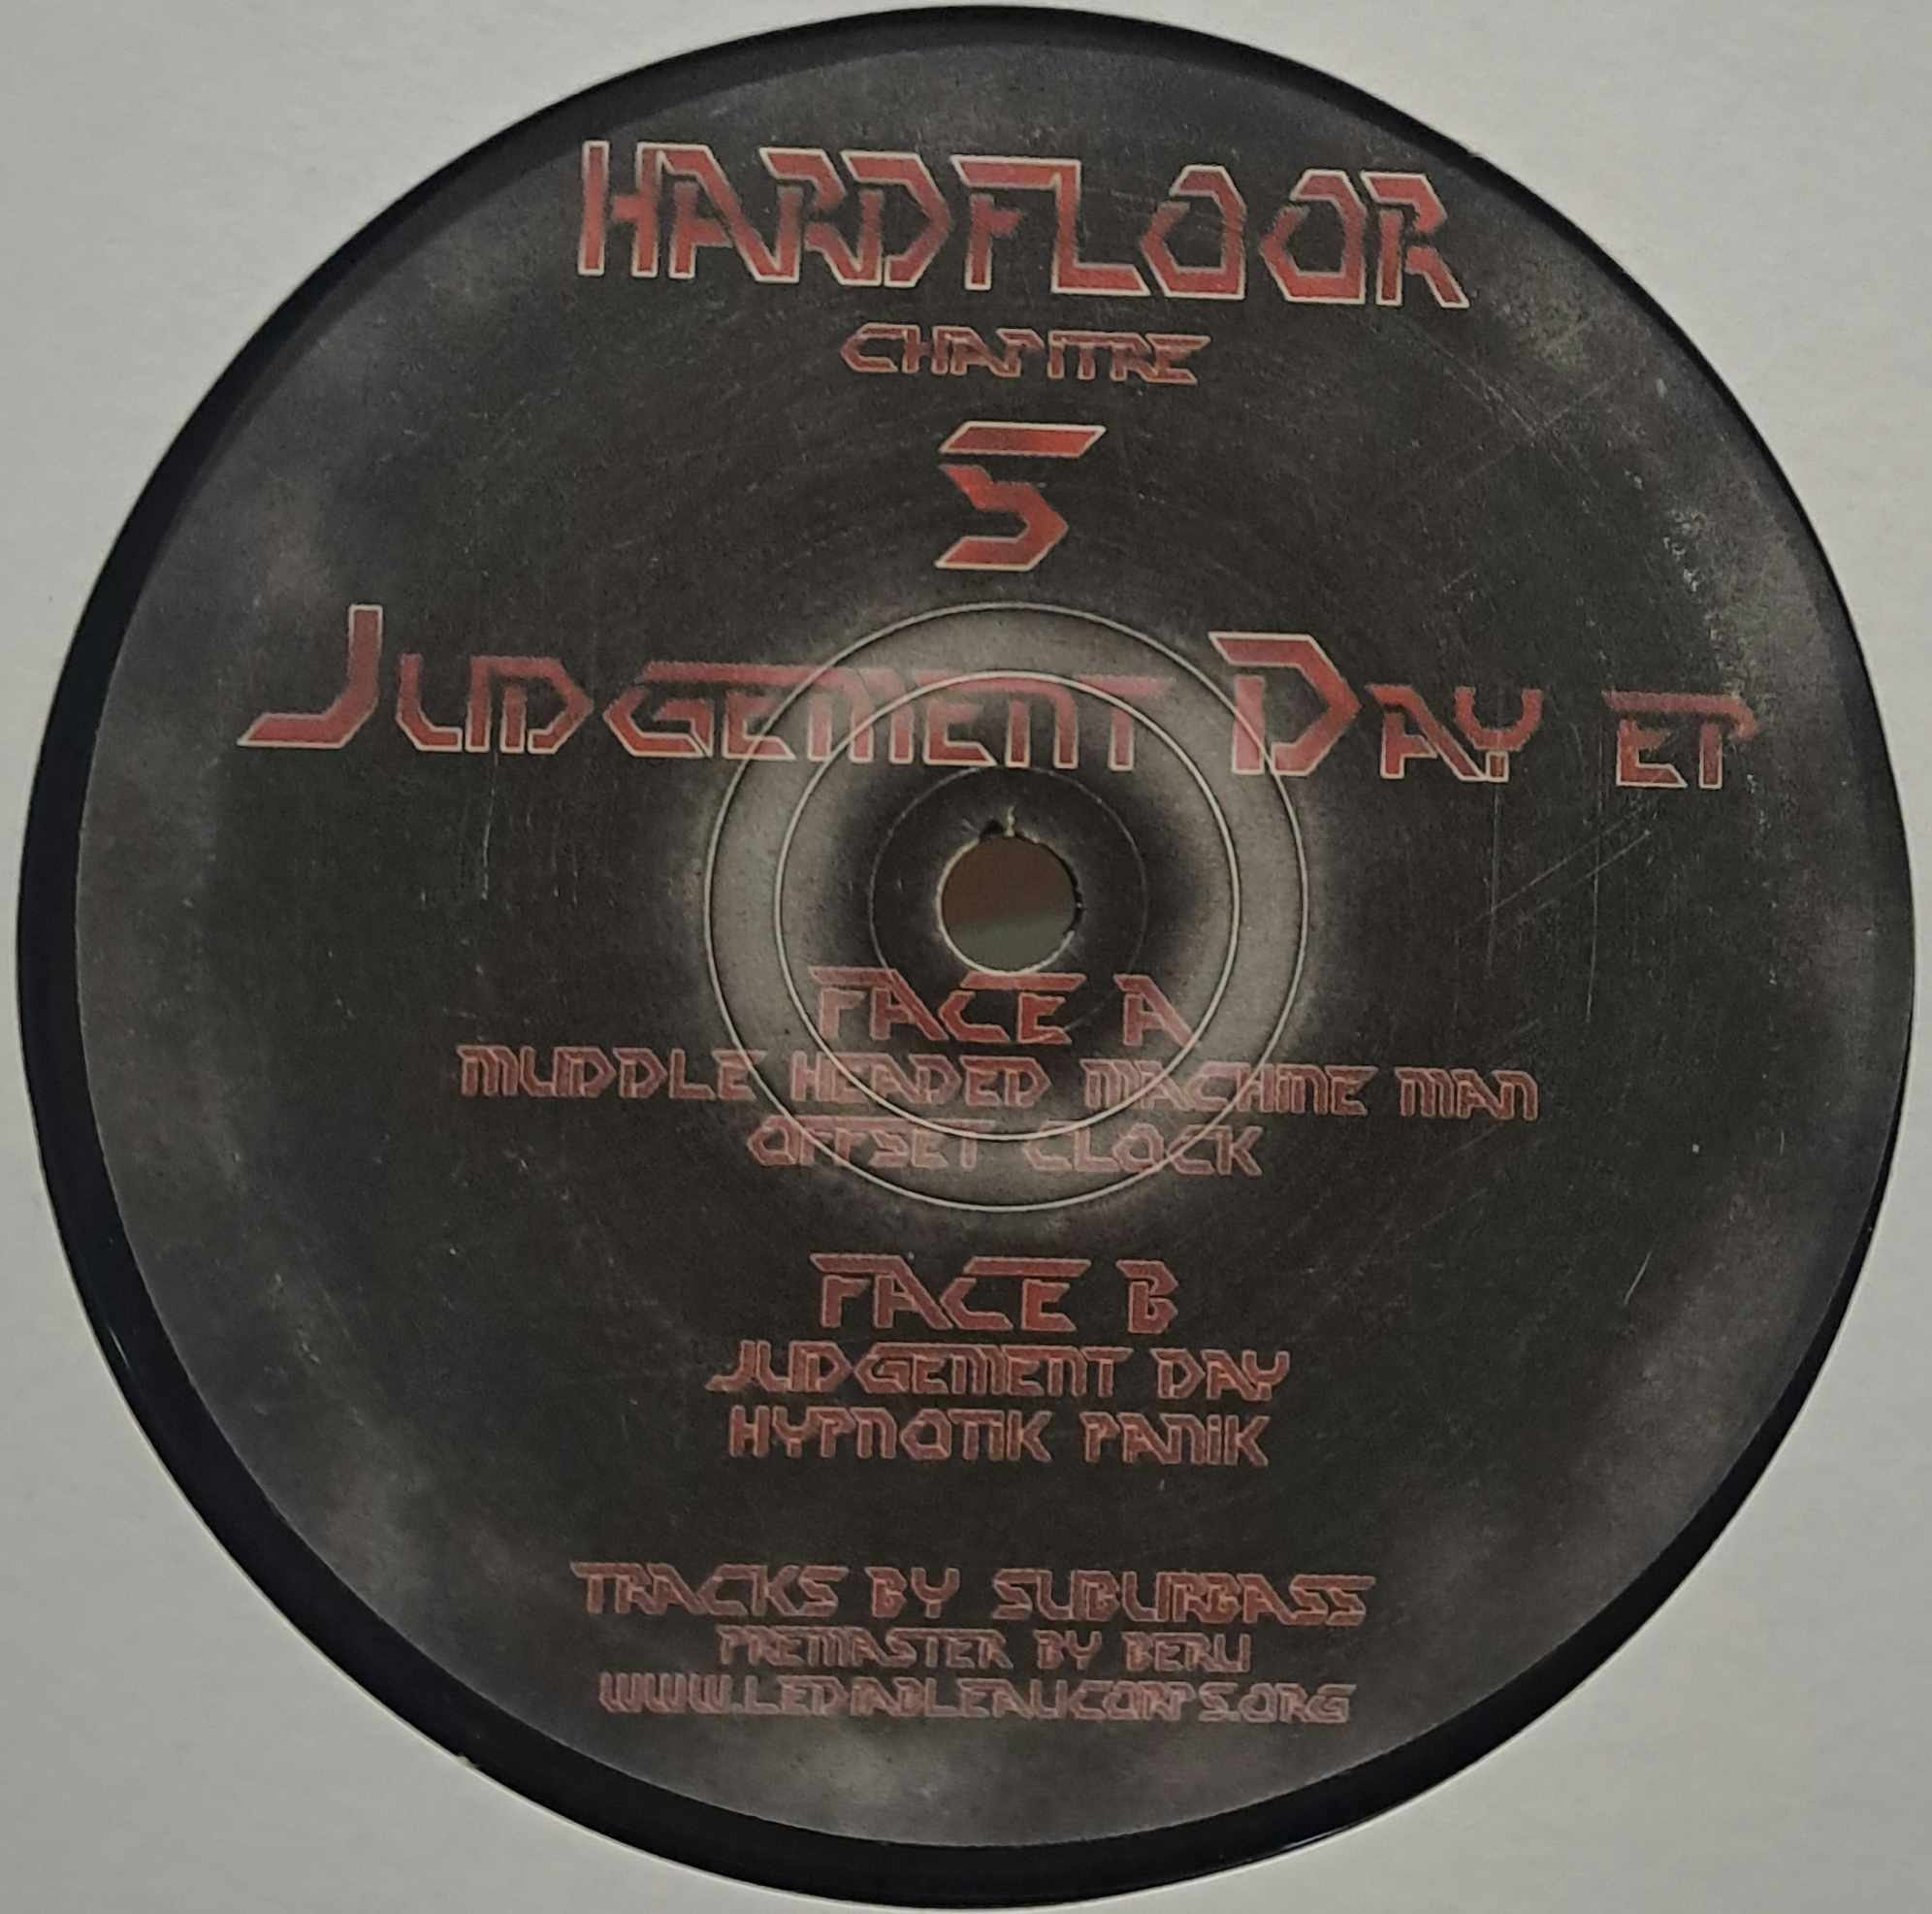 HARDFLOOR
CHAPITRE
5
JUDGEMENT DAY EP
FACE A
MUDDLE HEADED MACHINE MAN
OFFSET CLOCK
FACE B
JUDGEMENT DAY
HYPNOTIK PANIK
TRACKS BY SUBURBASS
PREMASTER BY BERLI
WWW.LEDIABLEAUCORPS.ORG